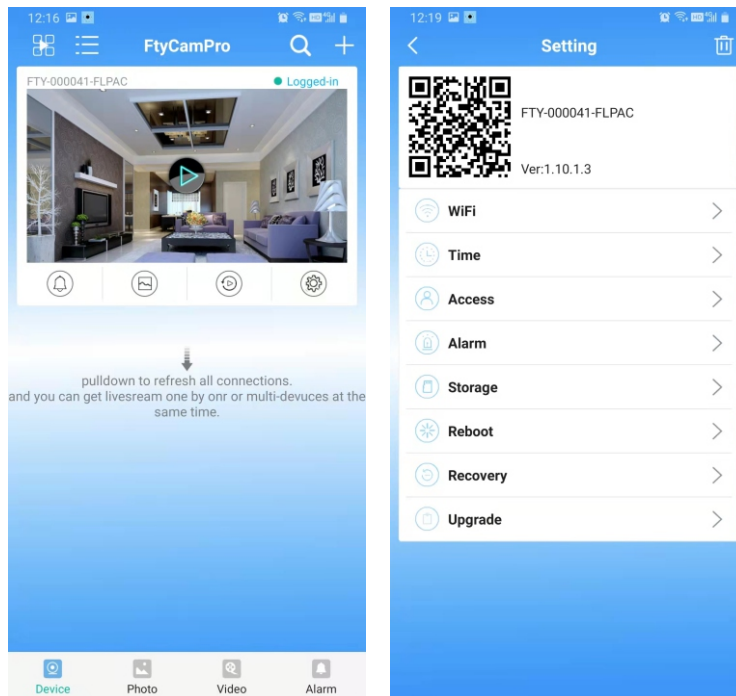 12:16
FtyCamPro
FTY-000041-FLPAC
Logged-in
pulldown to refresh all connections.
and you can get livesream one by onr or multi-devuces at the
same time.
Device
Photo
Video
Alarm
12:19
Setting
FTY-000041-FLPAC
Ver:1.10.1.3
WiFi
Time
Access
Alarm
Storage
Reboot
Recovery
Upgrade